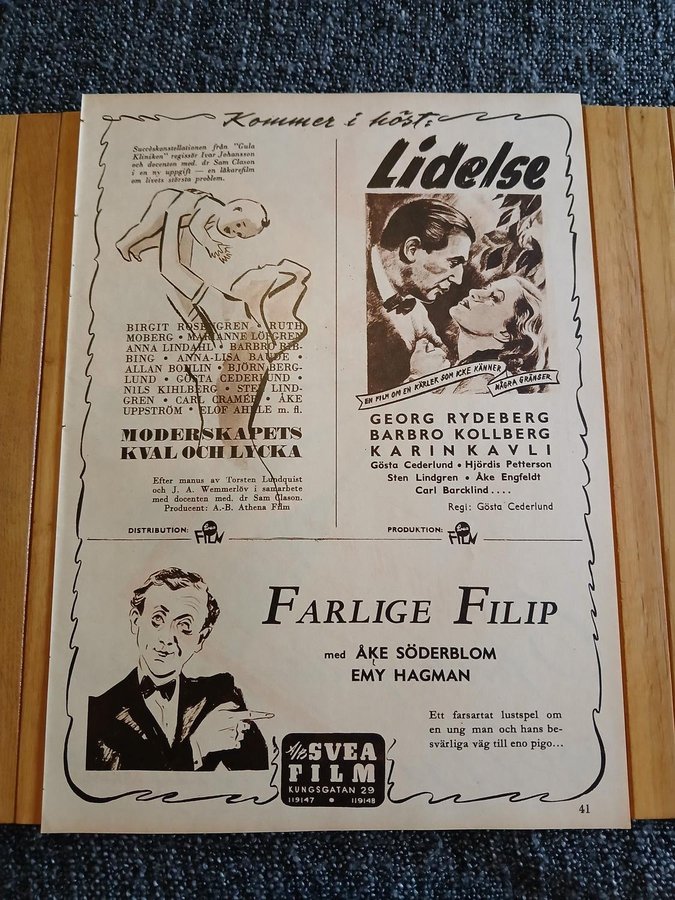 Kommer i höst:
Succéskonstellationen från "Gula
Kliniken" regissör Ivar Johansson
och docenten med. dr Sam Clason
i en ny uppgift — en läkarefilm
om livets största problem.
BIRGIT ROSENGREN • RUTH
MOBERG • MARIANNE LÖFGREN
ANNA LINDAHL • BARBRO RIB-
BING • ANNA-LISA BAUDE •
ALLAN BOHLIN • BJÖRN BERG-
LUND • GÖSTA CEDERLUND •
NILS KIHLBERG • STEN LIND-
GREN • CARL CRAMÉR • ÅKE
UPPSTRÖM • ELOF AHRLE m. fl.
MODERSKAPETS
KVAL OCH LYCKA
Efter manus av Torsten Lundquist
och J. A. Wemmerlöv i samarbete
med docenten med. dr Sam Clason.
Producent: A.-B. Athena Film
DISTRIBUTION: SVEA FILM
Lidelse
EN FILM OM EN KÄRLEK SOM ICKE KÄNNER
NÅGRA GRÄNSER
GEORG RYDEBERG
BARBRO KOLLBERG
KARIN KAVLI
Gösta Cederlund • Hjördis Petterson
Sten Lindgren • Åke Engfeldt
Carl Barcklind....
Regi: Gösta Cederlund
PRODUKTION: SVEA FILM
FARLIGE FILIP
med ÅKE SÖDERBLOM
EMY HAGMAN
Ett farsartat lustspel om
en ung man och hans be-
svärliga väg till eno pigo...
A/B SVEA
FILM
KUNGSGATAN 29
119147 • 119148
41